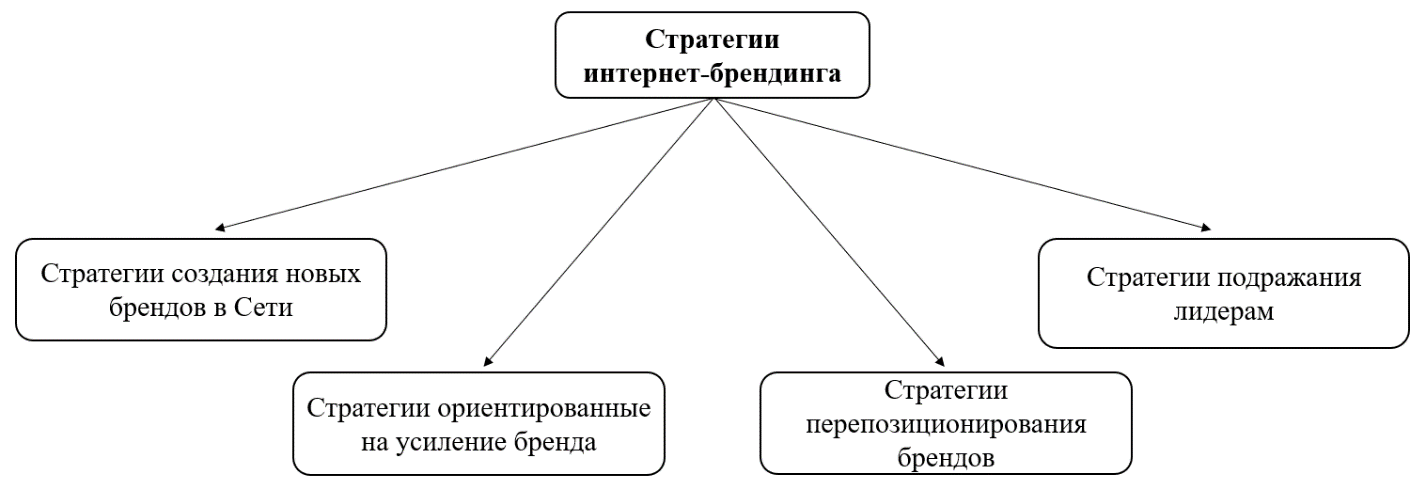 Стратегии
интернет-брендинга
Стратегии создания новых
брендов в Сети
Стратегии подражания
лидерам
Стратегии ориентированные
на усиление бренда
Стратегии
перепозиционирования
брендов